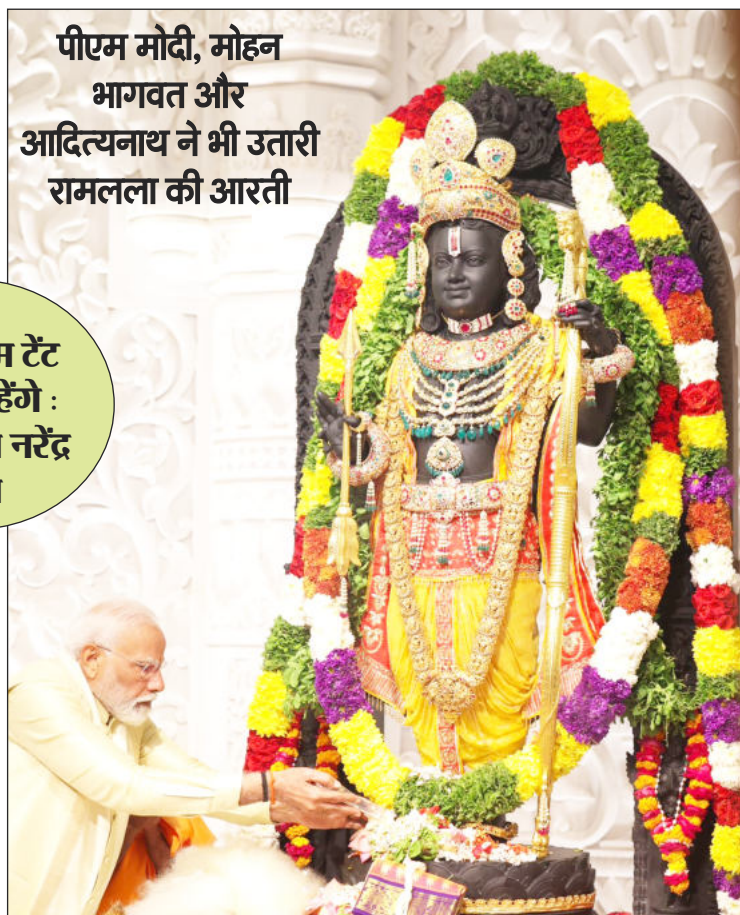 पीएम मोदी, मोहन
भागवत और
आदित्यनाथ ने भी उतारी
रामलला की आरती
टेंट
नरेंद्र